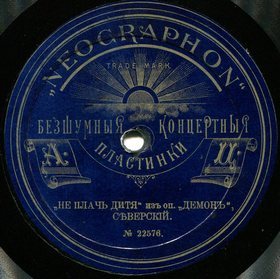 „NEOGRAPHON"
TRADE MARK
БЕЗШУМНЫЯ КОНЦЕРТНЫЯ
ПЛАСТИНКИ
„НЕ ПЛАЧЬ ДИТЯ“ изъ оп. „ДЕМОНЪ“,
СѢВЕРСКІЙ.
№ 22576.